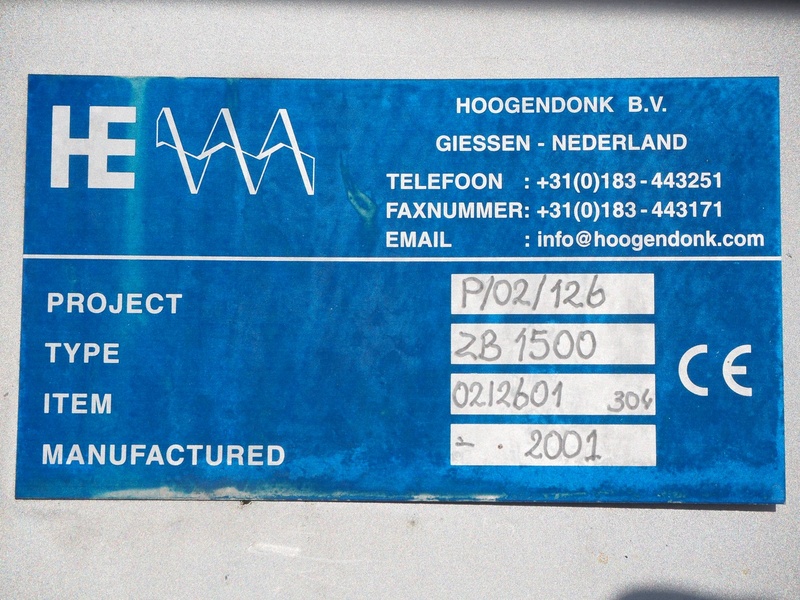 HE
HOOGENDONK B.V.
GIESSEN - NEDERLAND
TELEFOON : +31(0)183 - 443251
FAXNUMMER: +31(0)183 - 443171
EMAIL : info@hoogendonk.com
PROJECT P/02/126
TYPE ZB 1500
ITEM 0212601 304
MANUFACTURED - . 2001
CE